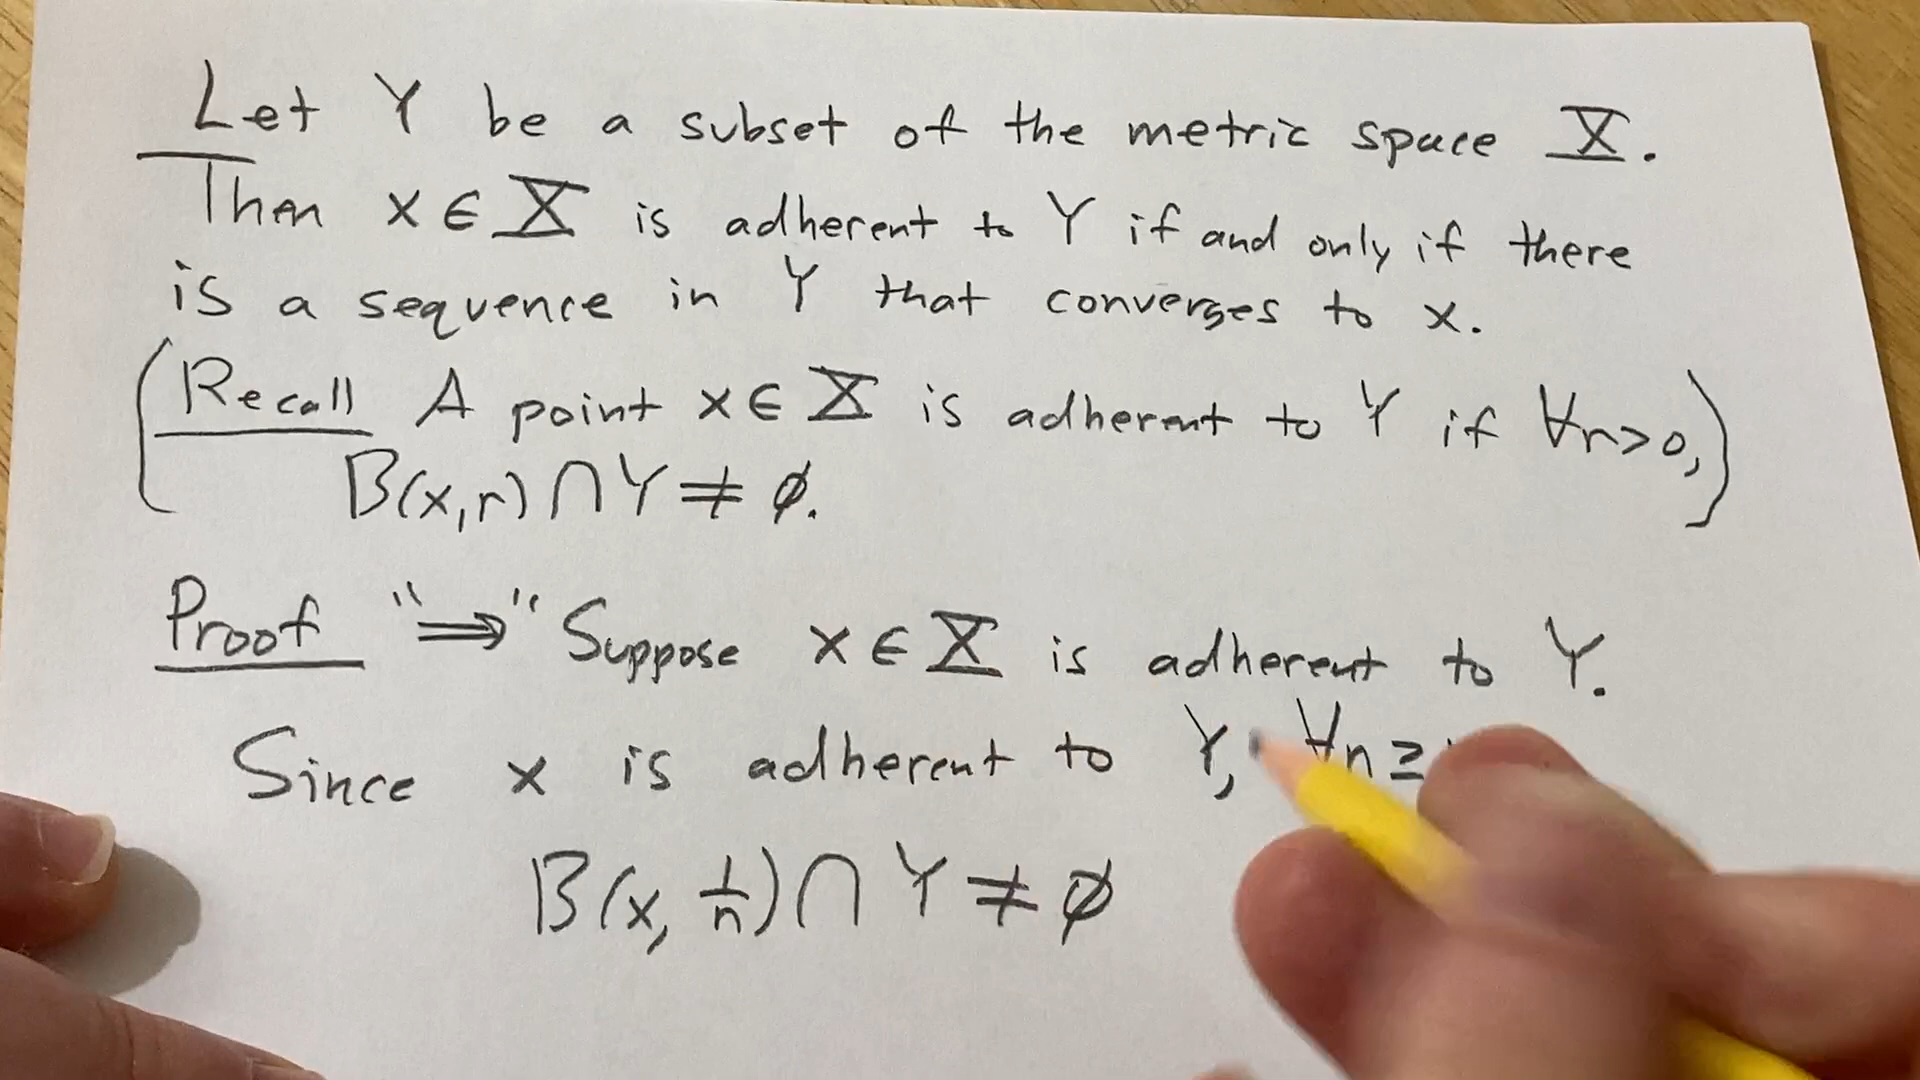 Let Y be a subset of the metric space X.
Then x ∈ X is adherent to Y if and only if there
is a sequence in Y that converges to x.
(Recall A point x ∈ X is adherent to Y if ∀r>0,)
B(x,r) ∩ Y ≠ ∅.
Proof "⇒" Suppose x ∈ X is adherent to Y.
Since x is adherent to Y, ∀n ≥
B(x, 1/n) ∩ Y ≠ ∅